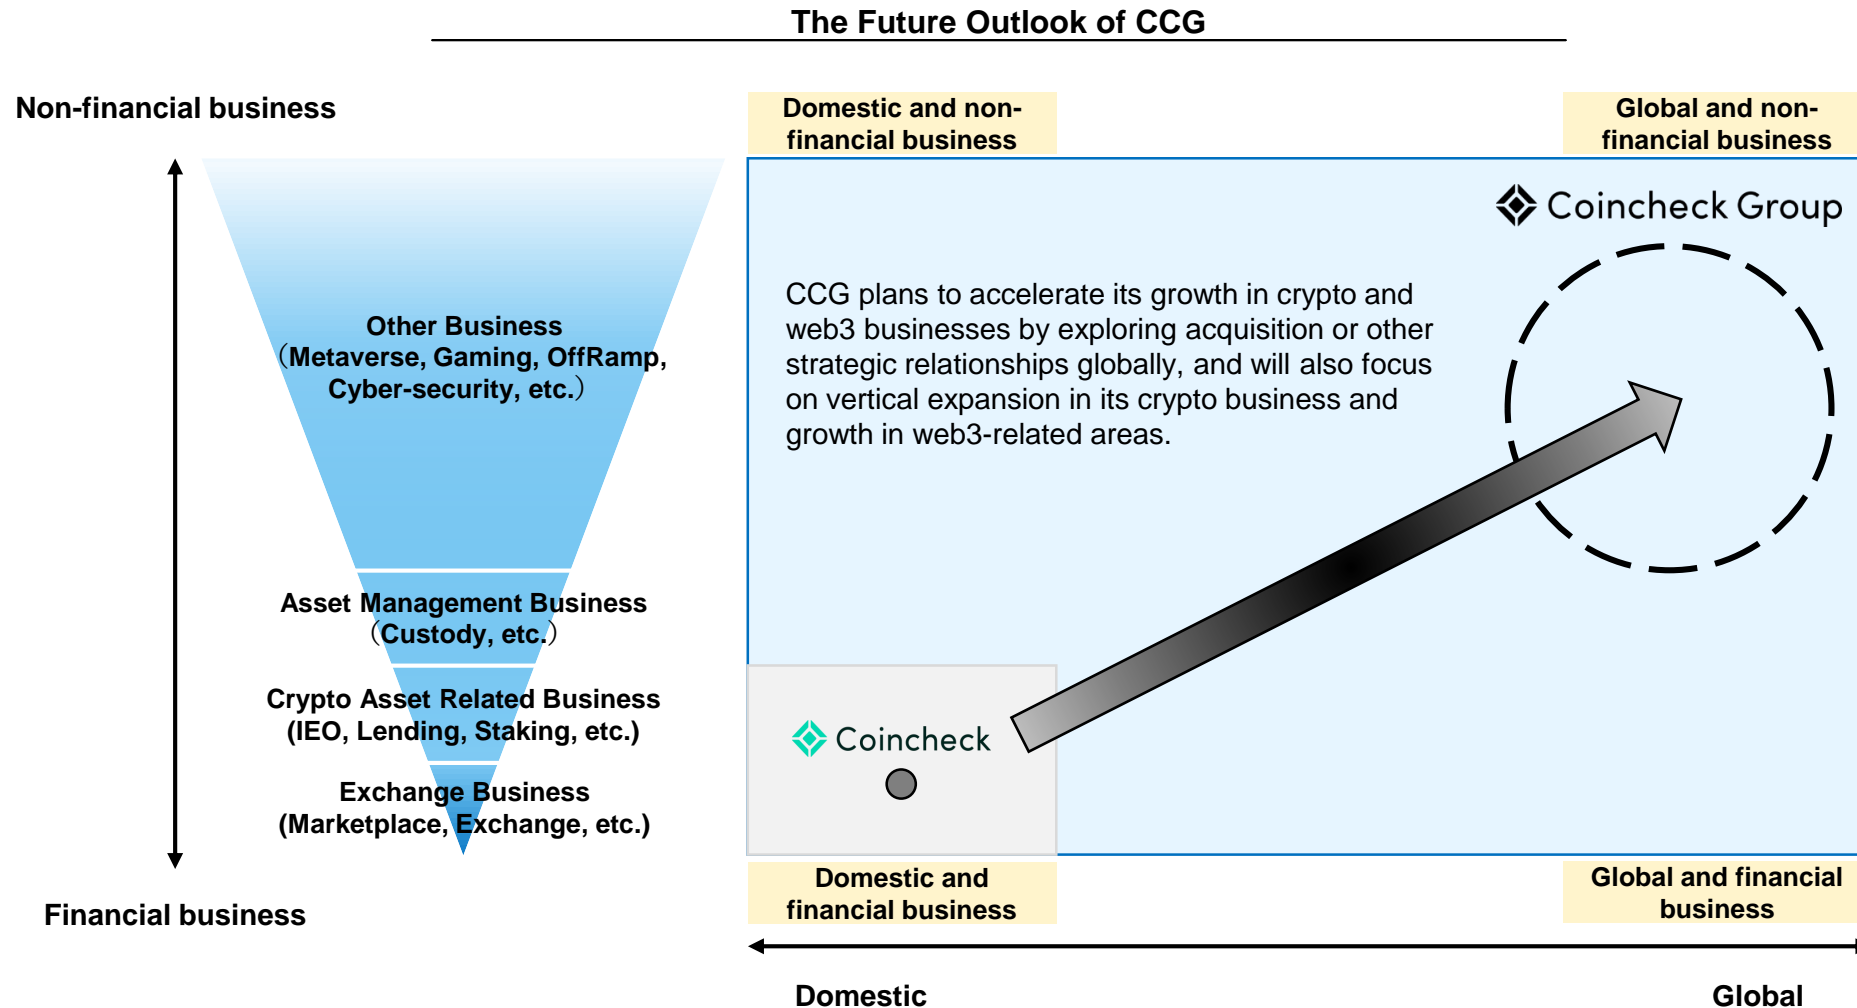 The Future Outlook of CCG
Non-financial business
Domestic and non-
financial business
Global and non-
financial business
Coincheck Group
CCG plans to accelerate its growth in crypto and
web3 businesses by exploring acquisition or other
strategic relationships globally, and will also focus
on vertical expansion in its crypto business and
growth in web3-related areas.
Other Business
（Metaverse, Gaming, OffRamp,
Cyber-security, etc.）
Asset Management Business
（Custody, etc.）
Crypto Asset Related Business
(IEO, Lending, Staking, etc.)
Exchange Business
(Marketplace, Exchange, etc.)
Coincheck
Financial business
Domestic and
financial business
Global and financial
business
Domestic
Global